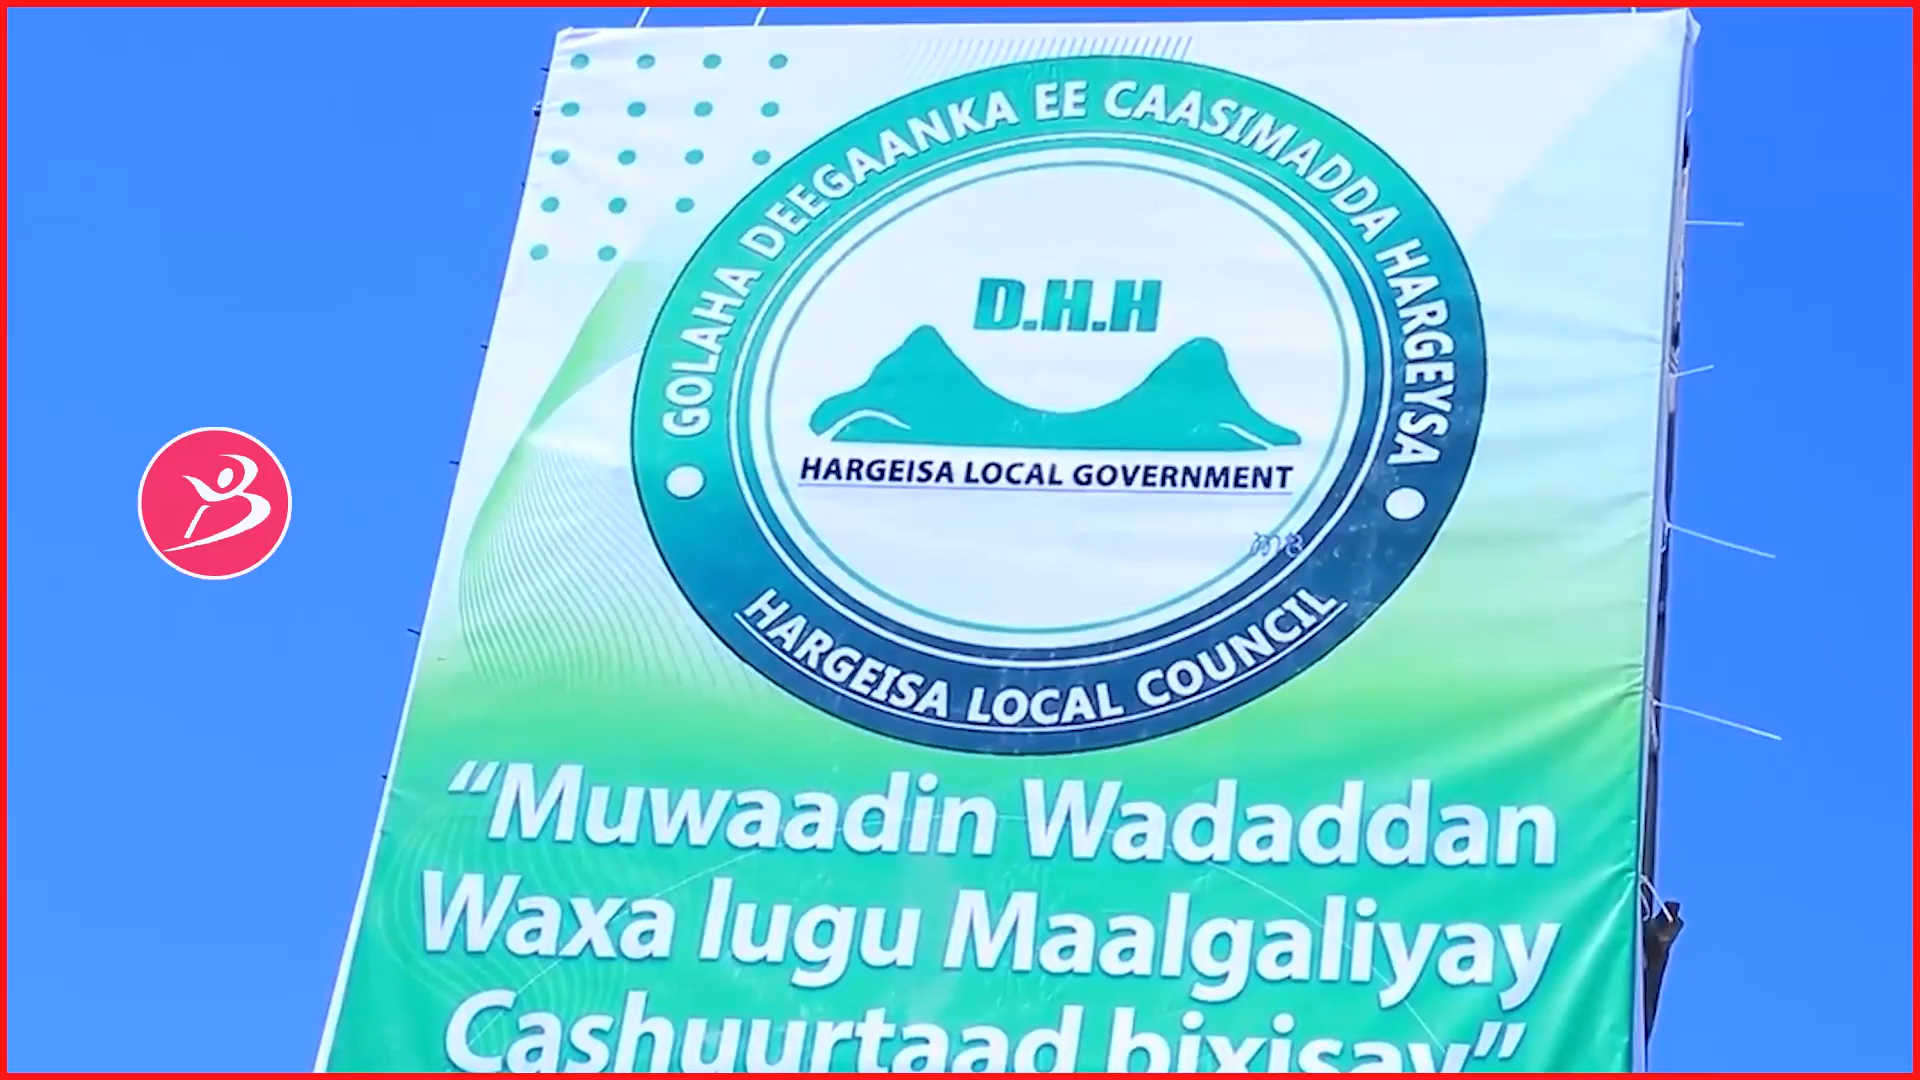 GOLAHA DEEGAANKA EE CAASIMADDA HARGEYSA
D.H.H
HARGEISA LOCAL GOVERNMENT
HARGEISA LOCAL COUNCIL
“Muwaadin Wadaddan
Waxa lugu Maalgaliyay
Cashuurtaad bixisay”